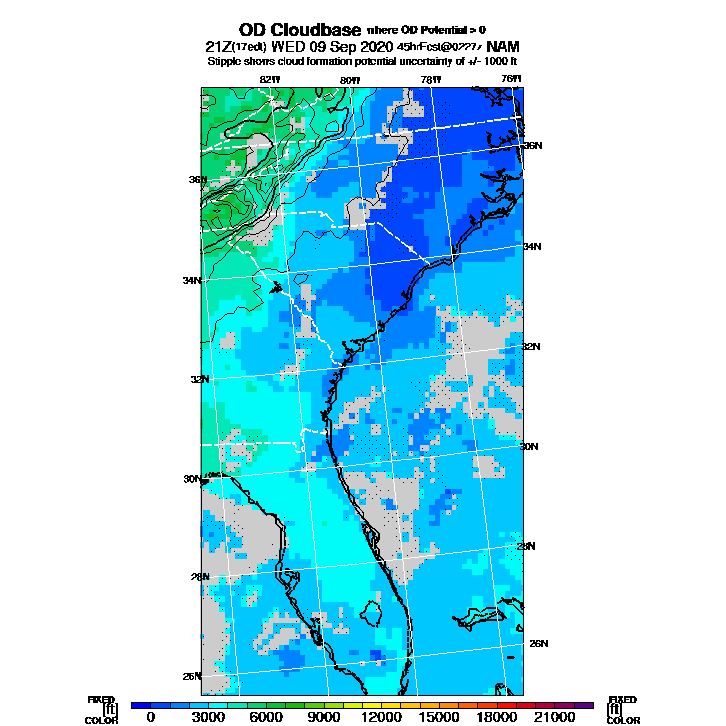 OD Cloudbase where OD Potential > 0
21Z(17edt) WED 09 Sep 2020 NAM
Stipple shows cloud formation potential uncertainty of +/- 1000 ft
82W 80W 78W 76W
36N
36N
34N
34N
32N
32N
30N
30N
28N
28N
26N
26N
FIXED FIXED
[ft] 0 3000 6000 9000 12000 15000 18000 21000 [ft]
COLOR COLOR